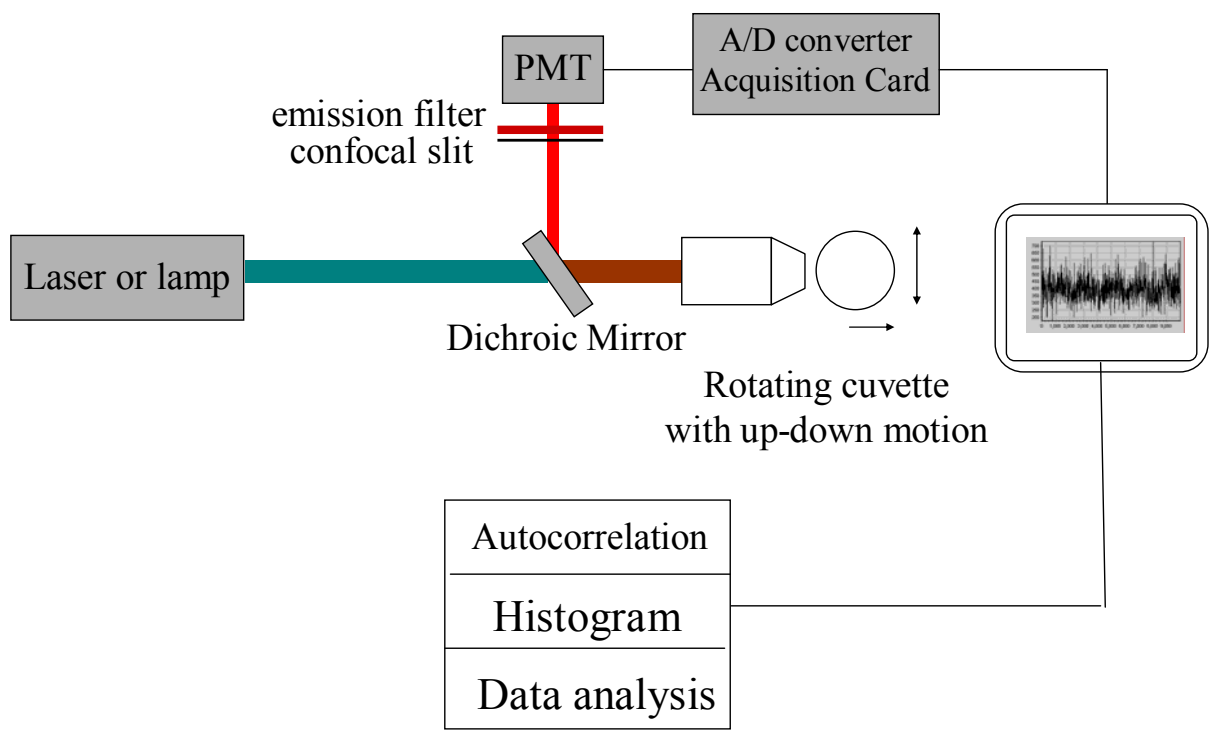 A/D converter
Acquisition Card
PMT
emission filter
confocal slit
Laser or lamp
Dichroic Mirror
Rotating cuvette
with up-down motion
Autocorrelation
Histogram
Data analysis